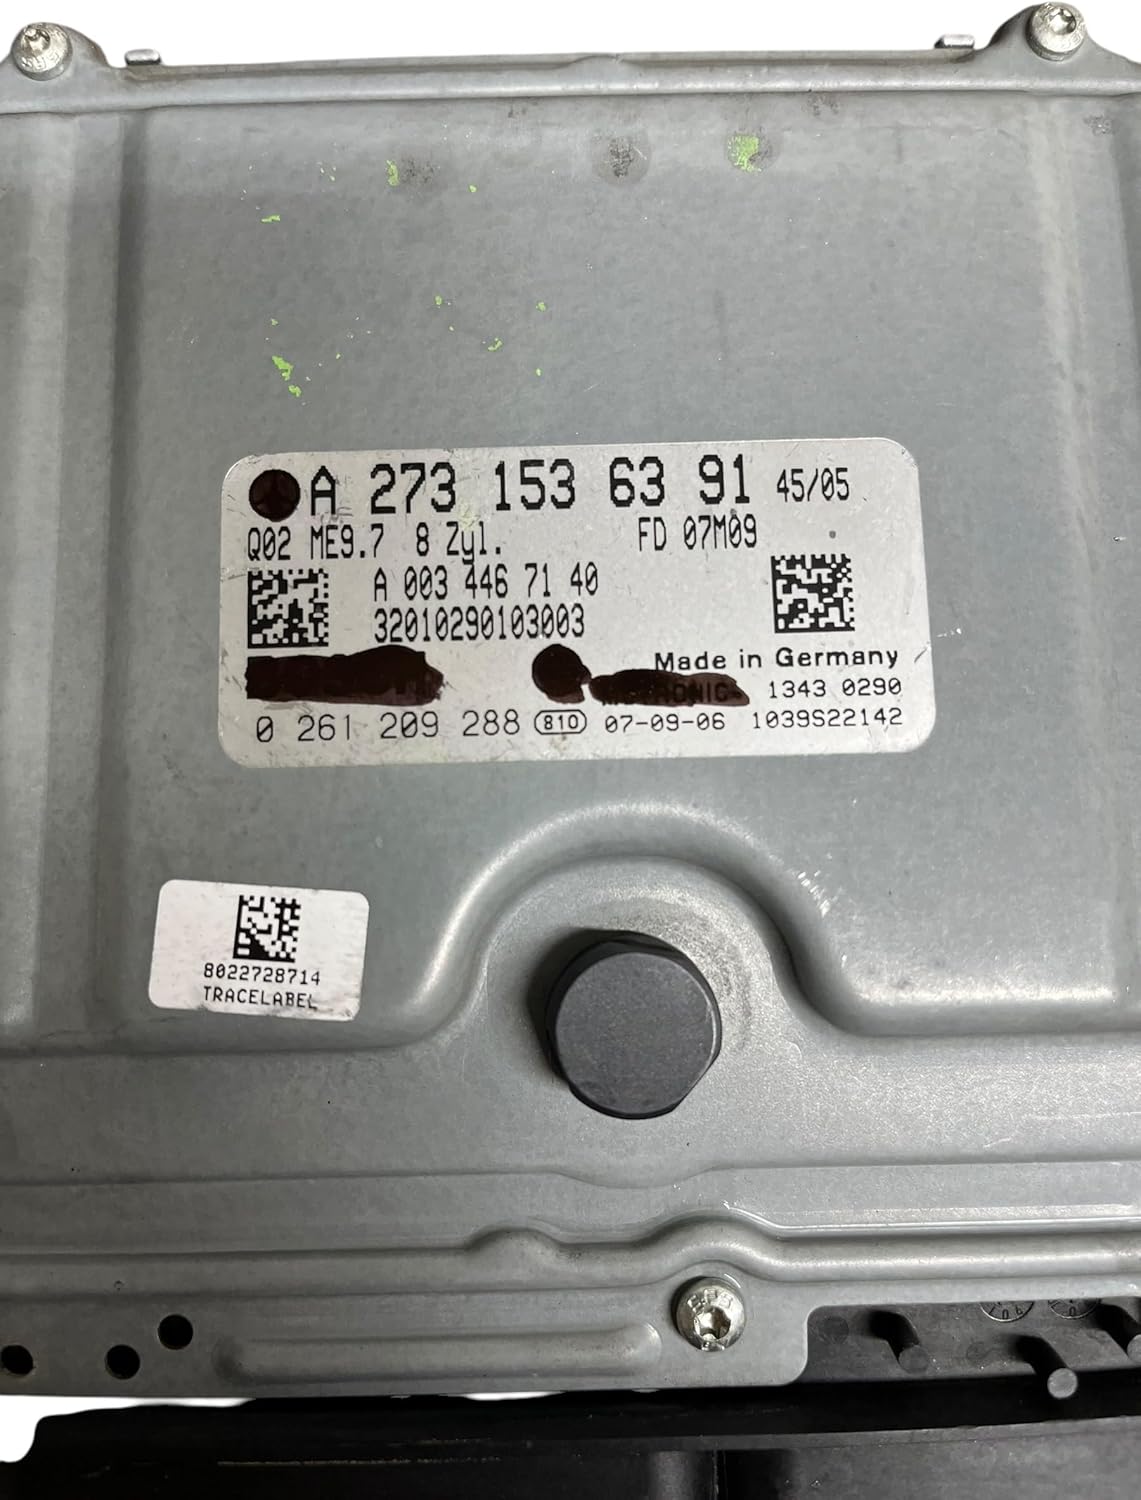 A 273 153 63 91 45/05
Q02 ME9.7 8 Zyl. FD 07M09
A 003 446 71 40
32010290103003
Made in Germany
1343 0290
0 261 209 288 810 07-09-06 1039S22142
8022728714
TRACELABEL